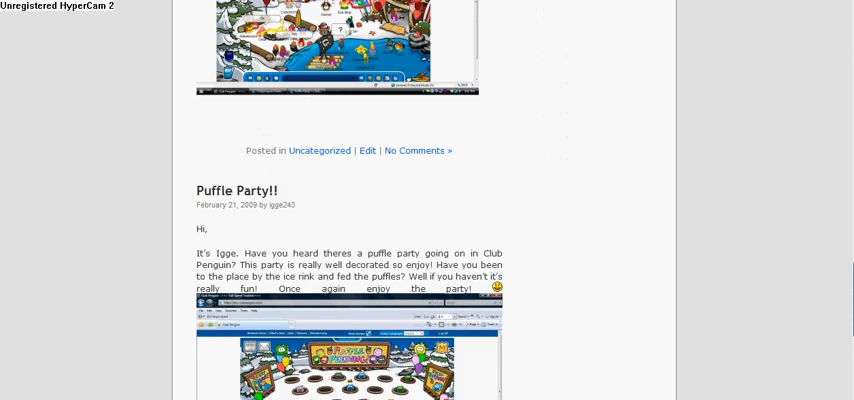 Unregistered HyperCam 2
Posted in Uncategorized | Edit | No Comments »
Puffle Party!!
February 21, 2009 by igge243
Hi,
It's Igge. Have you heard theres a puffle party going on in Club
Penguin? This party is really well decorated so enjoy! Have you been
to the place by the ice rink and fed the puffles? Well if you haven't it's
really fun! Once again enjoy the party!
PUFFLE FEEDING